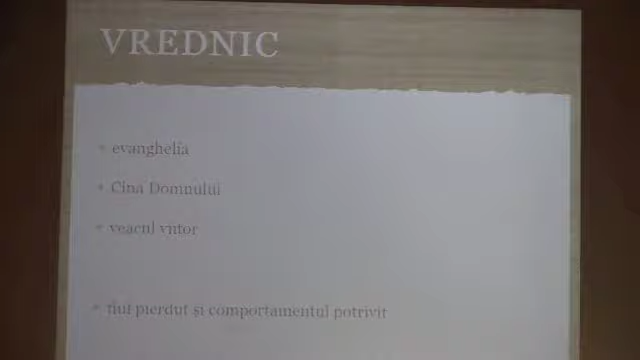 VREDNIC
evanghelia
Cina Domnului
veacul viitor
fiul pierdut și comportamentul potrivit